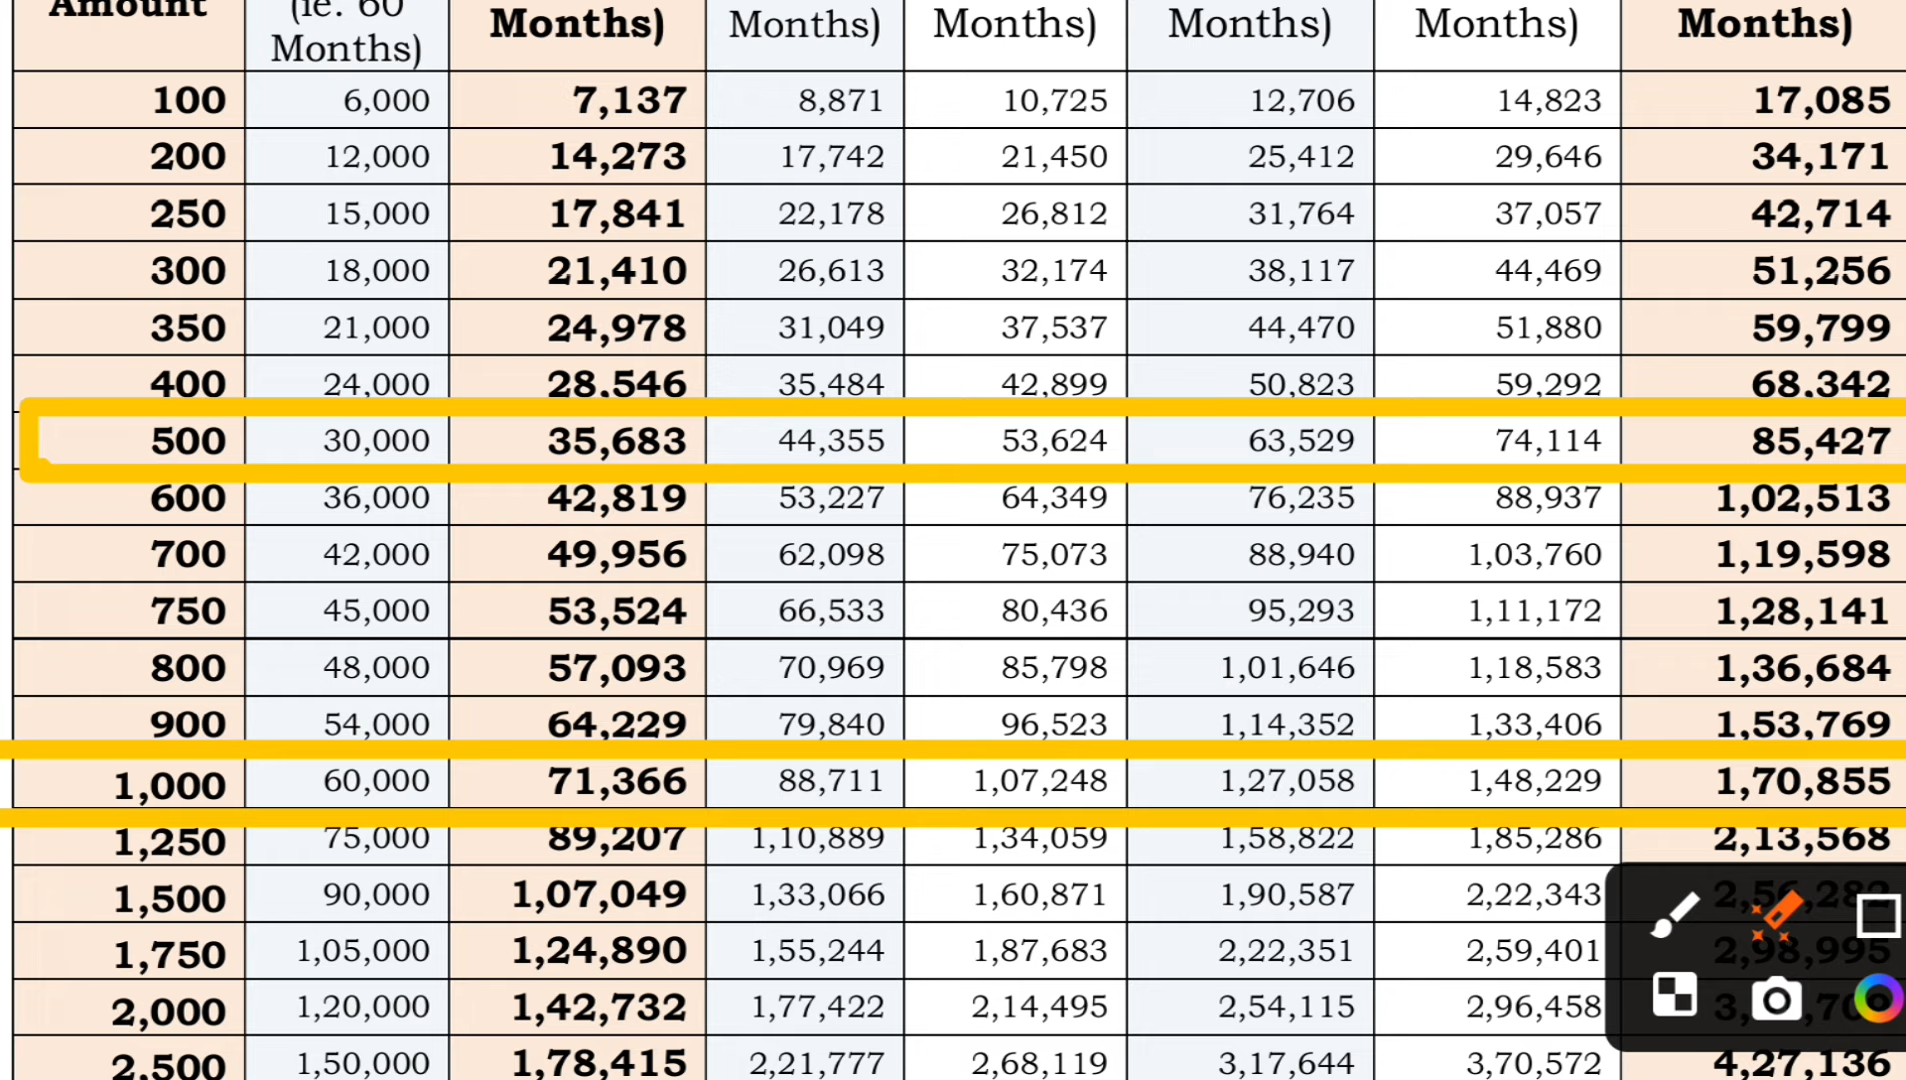 Amount (ie. 60 Months) Months) Months) Months) Months) Months) Months)
100 6,000 7,137 8,871 10,725 12,706 14,823 17,085
200 12,000 14,273 17,742 21,450 25,412 29,646 34,171
250 15,000 17,841 22,178 26,812 31,764 37,057 42,714
300 18,000 21,410 26,613 32,174 38,117 44,469 51,256
350 21,000 24,978 31,049 37,537 44,470 51,880 59,799
400 24,000 28,546 35,484 42,899 50,823 59,292 68,342
500 30,000 35,683 44,355 53,624 63,529 74,114 85,427
600 36,000 42,819 53,227 64,349 76,235 88,937 1,02,513
700 42,000 49,956 62,098 75,073 88,940 1,03,760 1,19,598
750 45,000 53,524 66,533 80,436 95,293 1,11,172 1,28,141
800 48,000 57,093 70,969 85,798 1,01,646 1,18,583 1,36,684
900 54,000 64,229 79,840 96,523 1,14,352 1,33,406 1,53,769
1,000 60,000 71,366 88,711 1,07,248 1,27,058 1,48,229 1,70,855
1,250 75,000 89,207 1,10,889 1,34,059 1,58,822 1,85,286 2,13,568
1,500 90,000 1,07,049 1,33,066 1,60,871 1,90,587 2,22,343
1,750 1,05,000 1,24,890 1,55,244 1,87,683 2,22,351 2,59,401 2,98,995
2,000 1,20,000 1,42,732 1,77,422 2,14,495 2,54,115 2,96,458
2,500 1,50,000 1,78,415 2,21,777 2,68,119 3,17,644 3,70,572 4,27,136